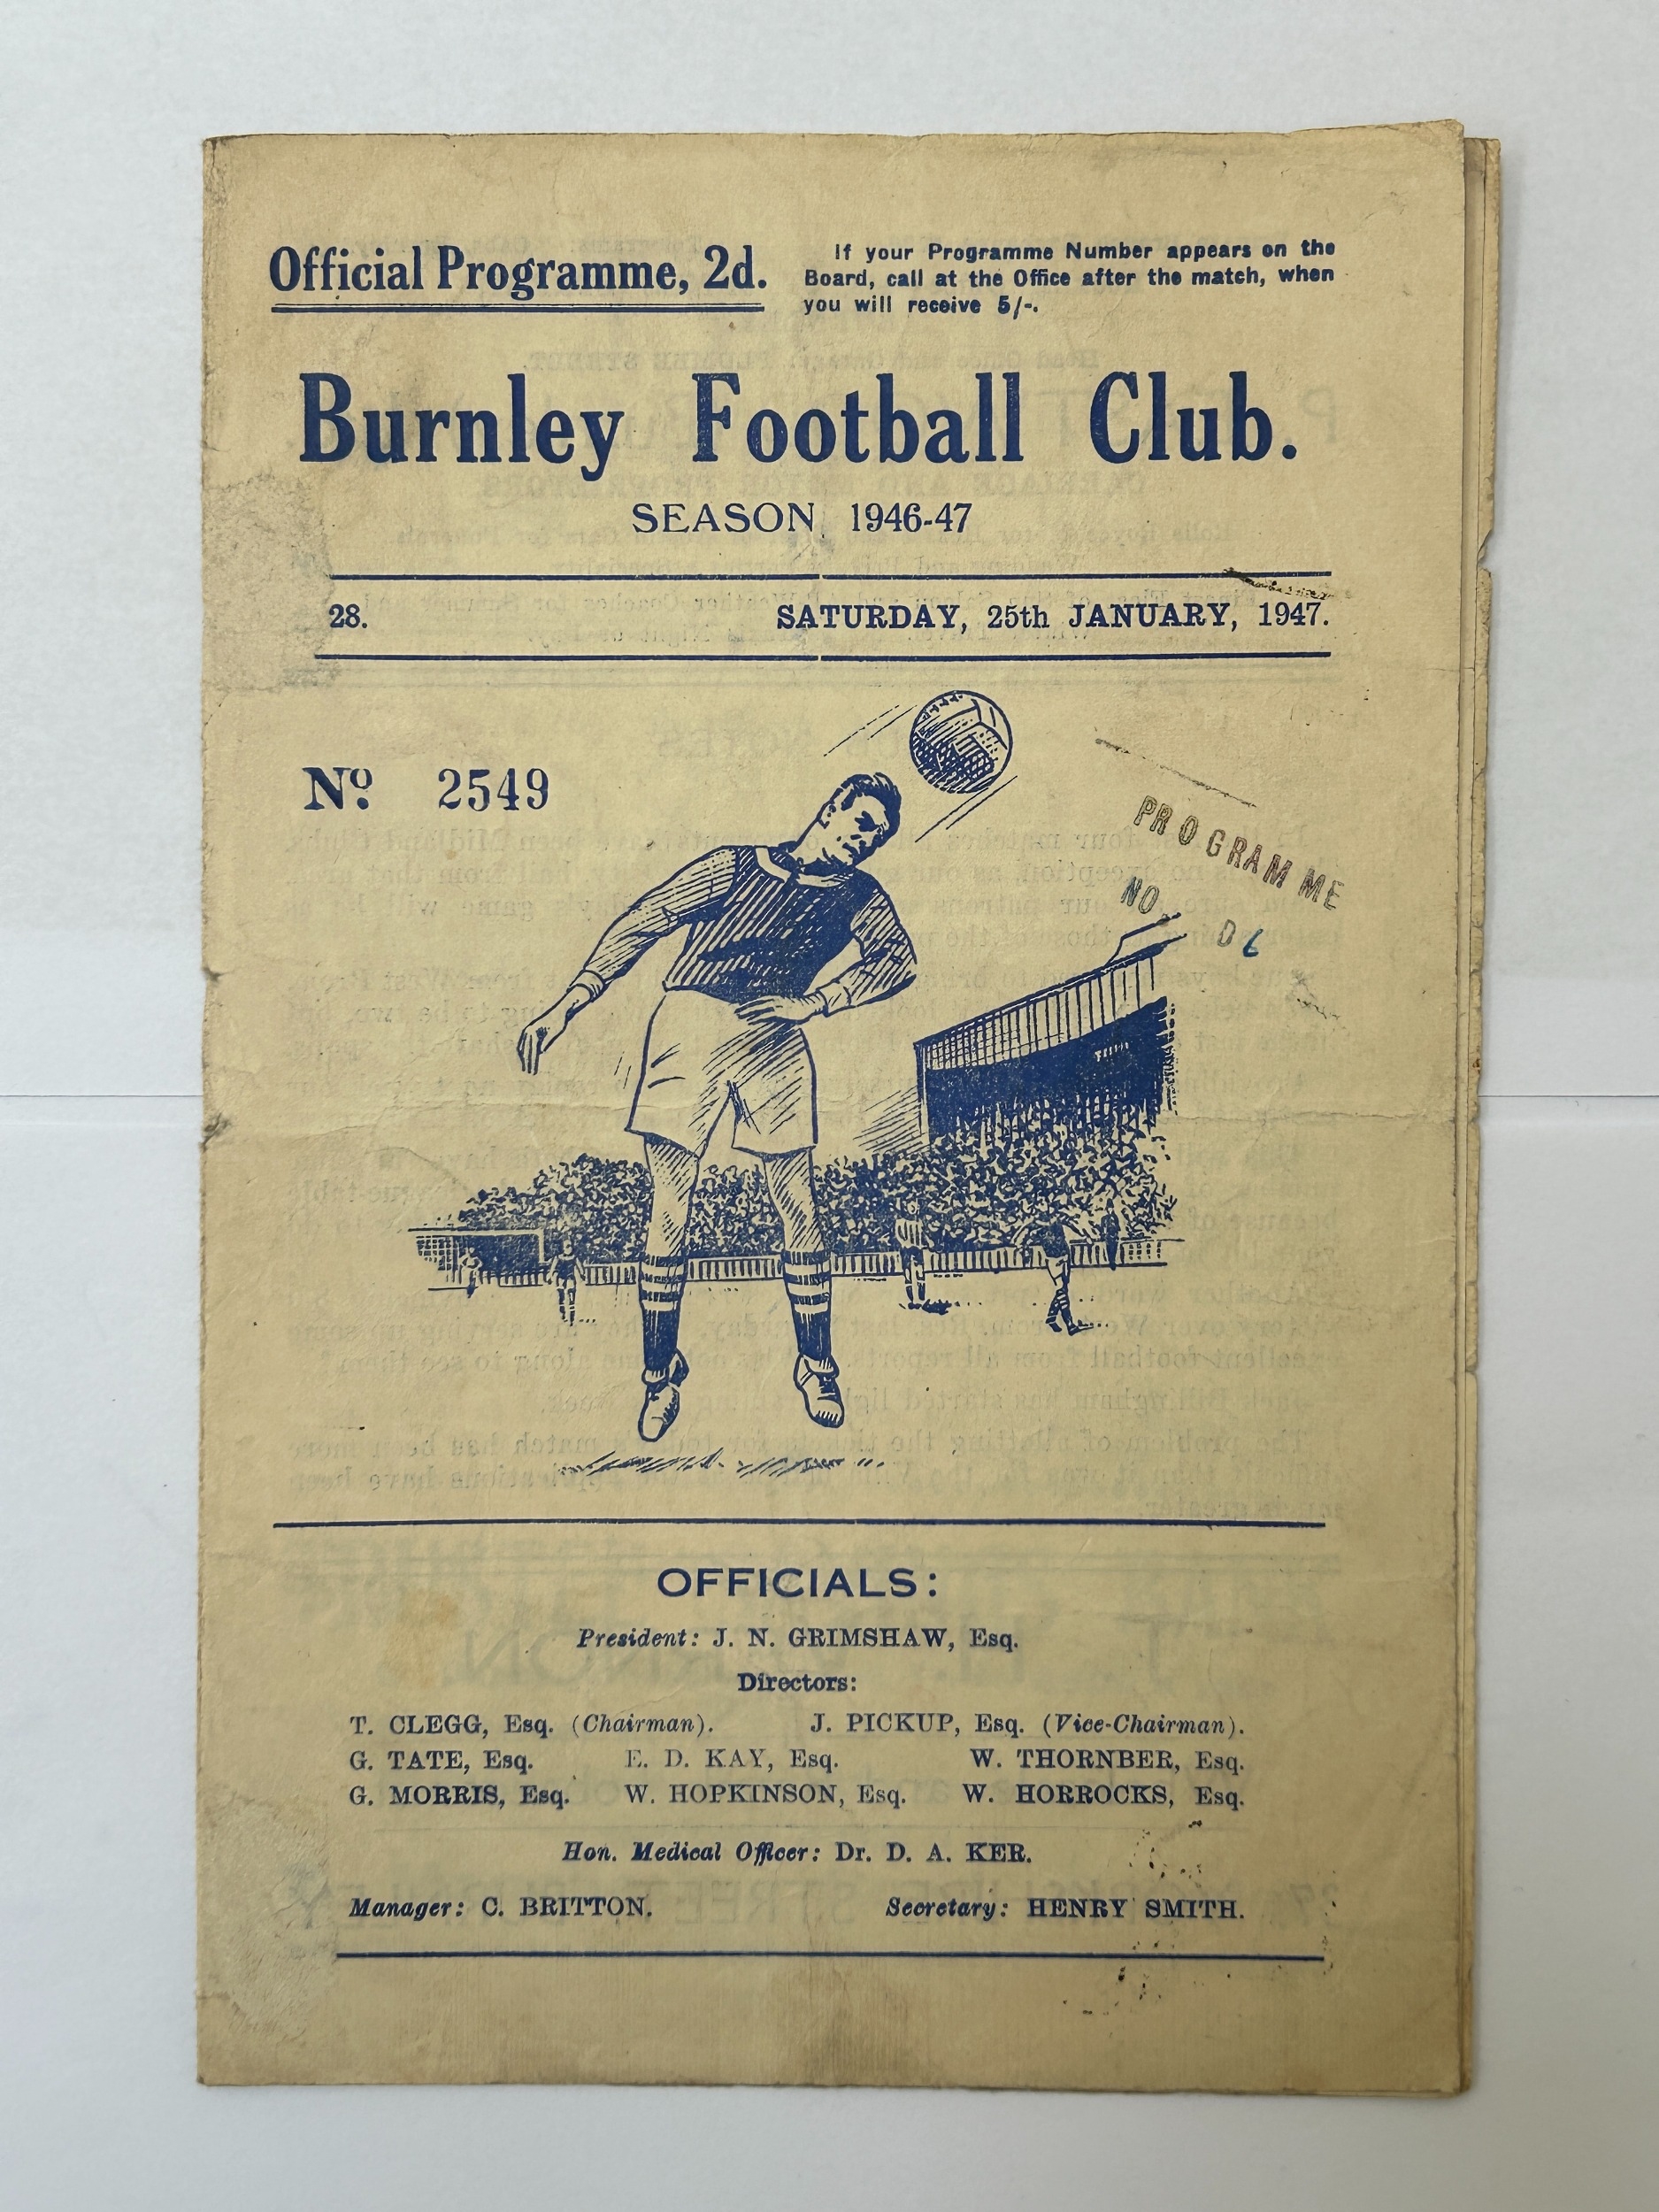 Official Programme, 2d.
If your Programme Number appears on the
Board, call at the Office after the match, when
you will receive 5/-.
Burnley Football Club.
SEASON 1946-47
28. SATURDAY, 25th JANUARY, 1947.
Nº. 2549
PROGRAMME
NO D6
OFFICIALS:
President: J. N. GRIMSHAW, Esq.
Directors:
T. CLEGG, Esq. (Chairman). J. PICKUP, Esq. (Vice-Chairman).
G. TATE, Esq. E. D. KAY, Esq. W. THORNBER, Esq.
G. MORRIS, Esq. W. HOPKINSON, Esq. W. HORROCKS, Esq.
Hon. Medical Officer: Dr. D. A. KER.
Manager: C. BRITTON. Secretary: HENRY SMITH.